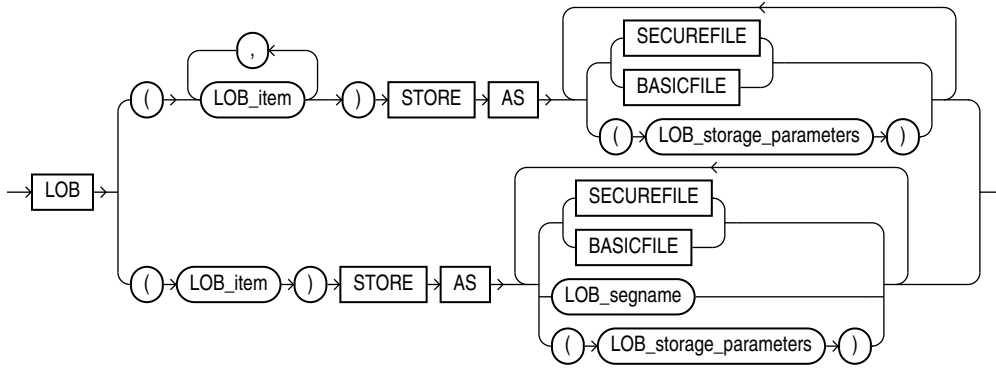 ,
SECUREFILE
BASICFILE
( LOB_item ) STORE AS
( LOB_storage_parameters )
LOB
SECUREFILE
BASICFILE
( LOB_item ) STORE AS
LOB_segname
( LOB_storage_parameters )